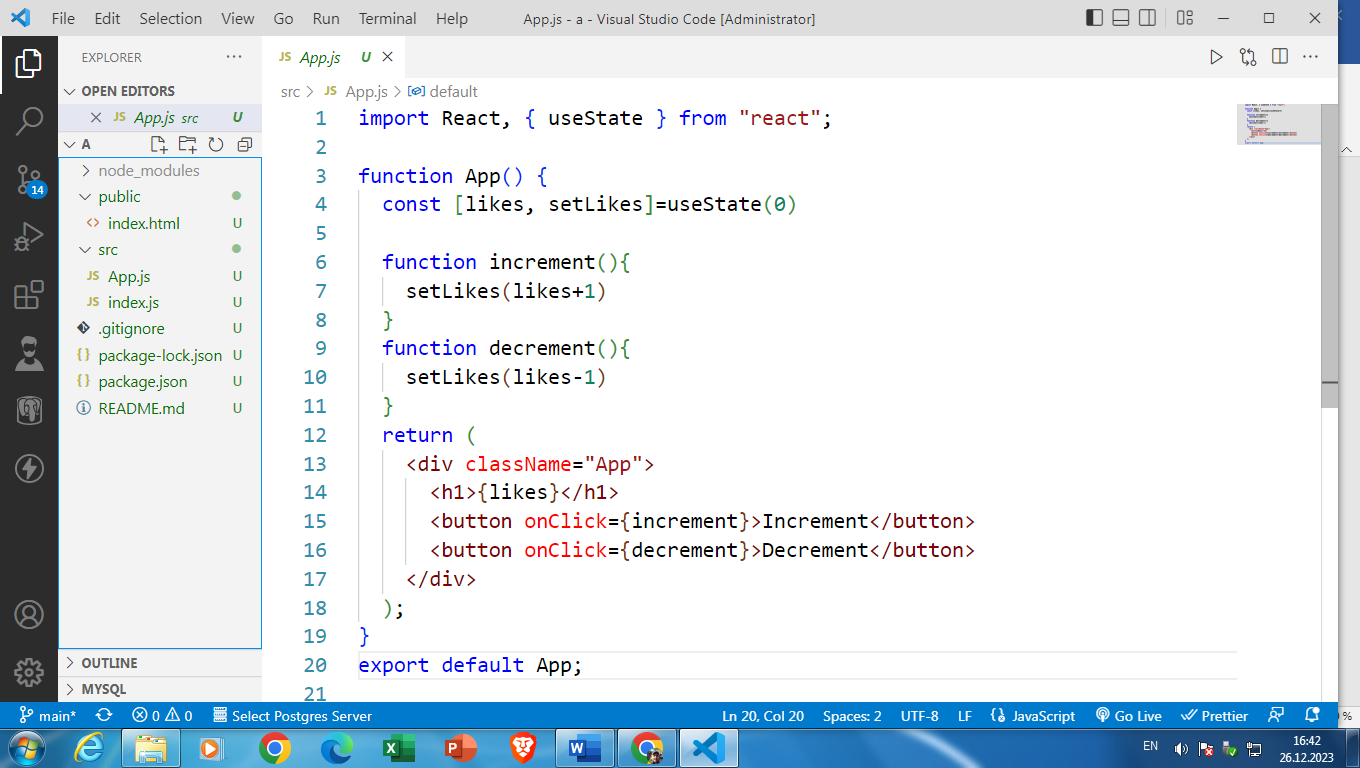 File Edit Selection View Go Run Terminal Help App.js - a - Visual Studio Code [Administrator]
EXPLORER ...
JS App.js U
OPEN EDITORS
JS App.js src U
A
node_modules
public
<> index.html U
src
JS App.js U
JS index.js U
.gitignore U
{} package-lock.json U
{} package.json U
README.md U
OUTLINE
MYSQL
14
src > JS App.js > default
1 import React, { useState } from "react";
2
3 function App() {
4 const [likes, setLikes]=useState(0)
5
6 function increment(){
7 setLikes(likes+1)
8 }
9 function decrement(){
10 setLikes(likes-1)
11 }
12 return (
13 <div className="App">
14 <h1>{likes}</h1>
15 <button onClick={increment}>Increment</button>
16 <button onClick={decrement}>Decrement</button>
17 </div>
18 );
19 }
20 export default App;
21
main* 0 0 Select Postgres Server Ln 20, Col 20 Spaces: 2 UTF-8 LF {} JavaScript Go Live Prettier %
EN 16:42
26.12.2023